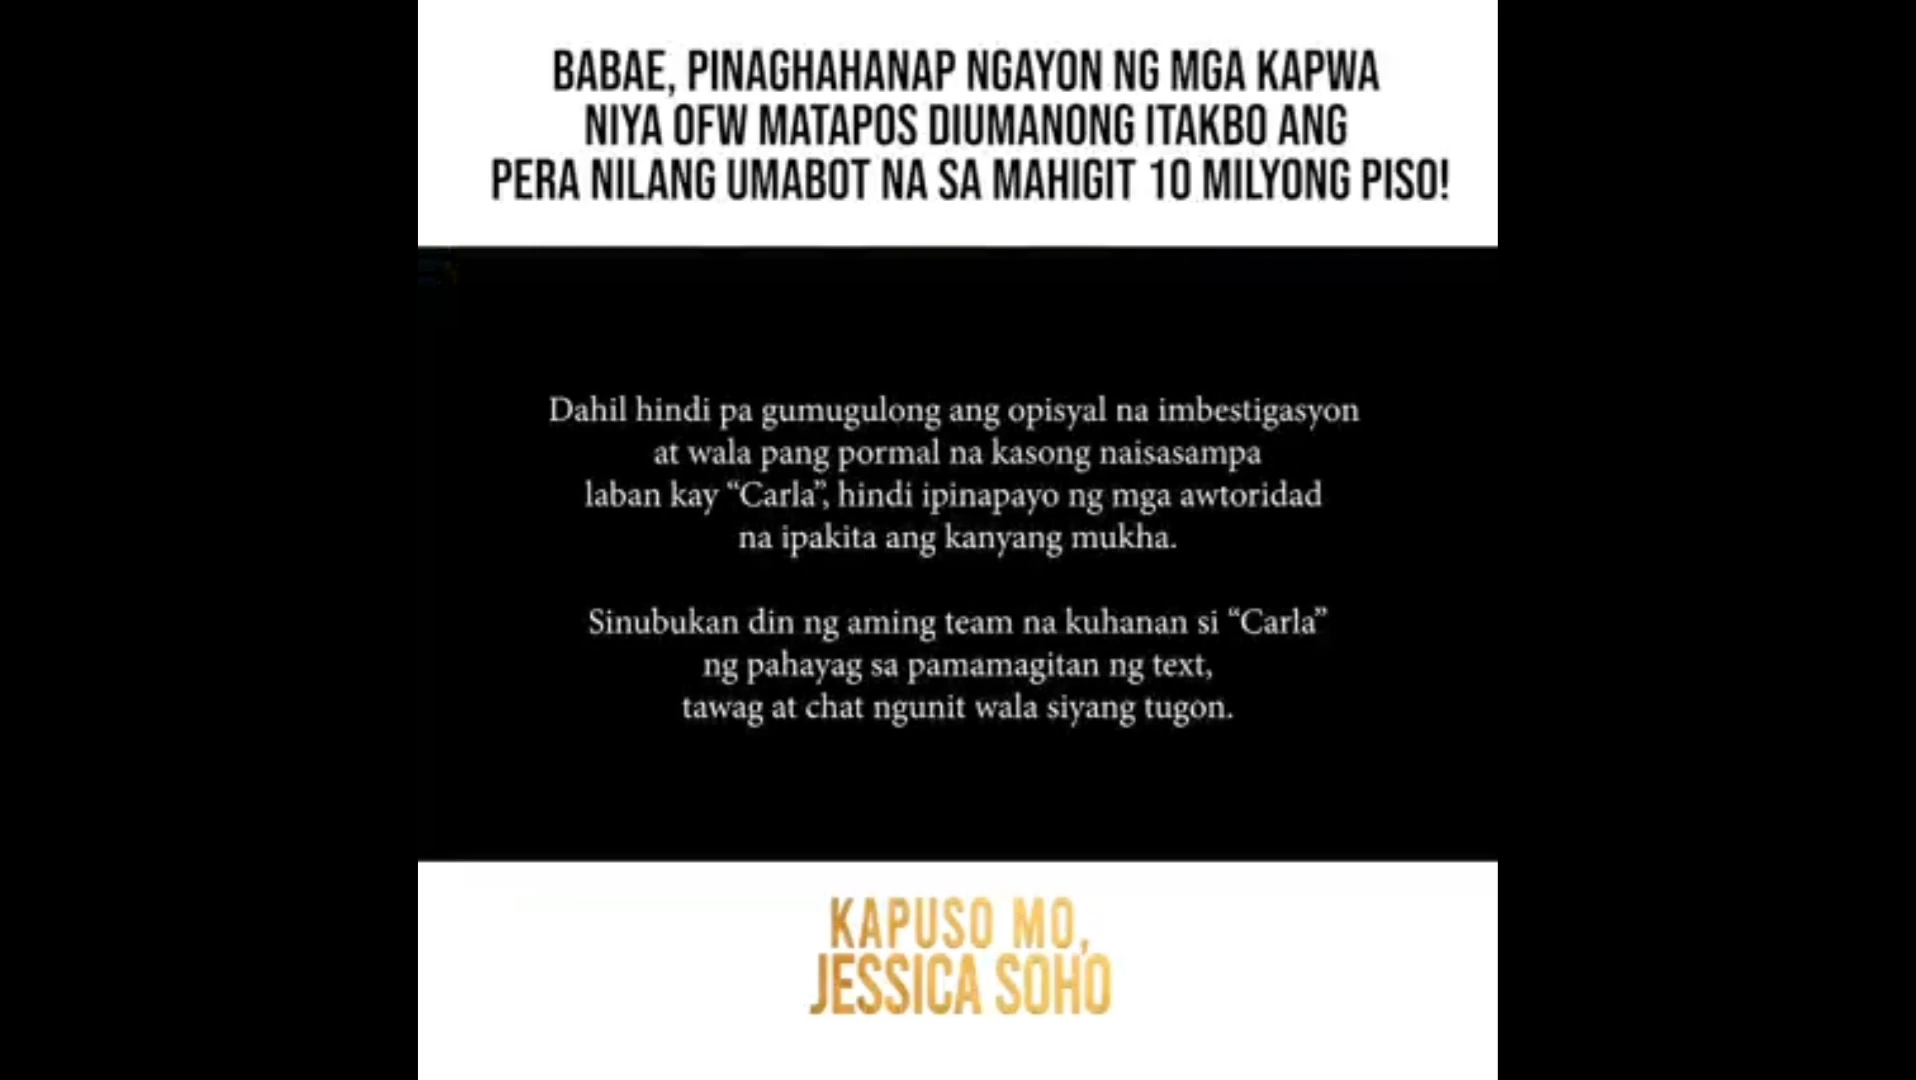 BABAE, PINAGHAHANAP NGAYON NG MGA KAPWA
NIYA OFW MATAPOS DIUMANONG ITAKBO ANG
PERA NILANG UMABOT NA SA MAHIGIT 10 MILYONG PISO!
Dahil hindi pa gumugulong ang opisyal na imbestigasyon
at wala pang pormal na kasong naisasampa
laban kay “Carla”, hindi ipinapayo ng mga awtoridad
na ipakita ang kanyang mukha.
Sinubukan din ng aming team na kuhanan si “Carla”
ng pahayag sa pamamagitan ng text,
tawag at chat ngunit wala siyang tugon.
KAPUSO MO,
JESSICA SOHO